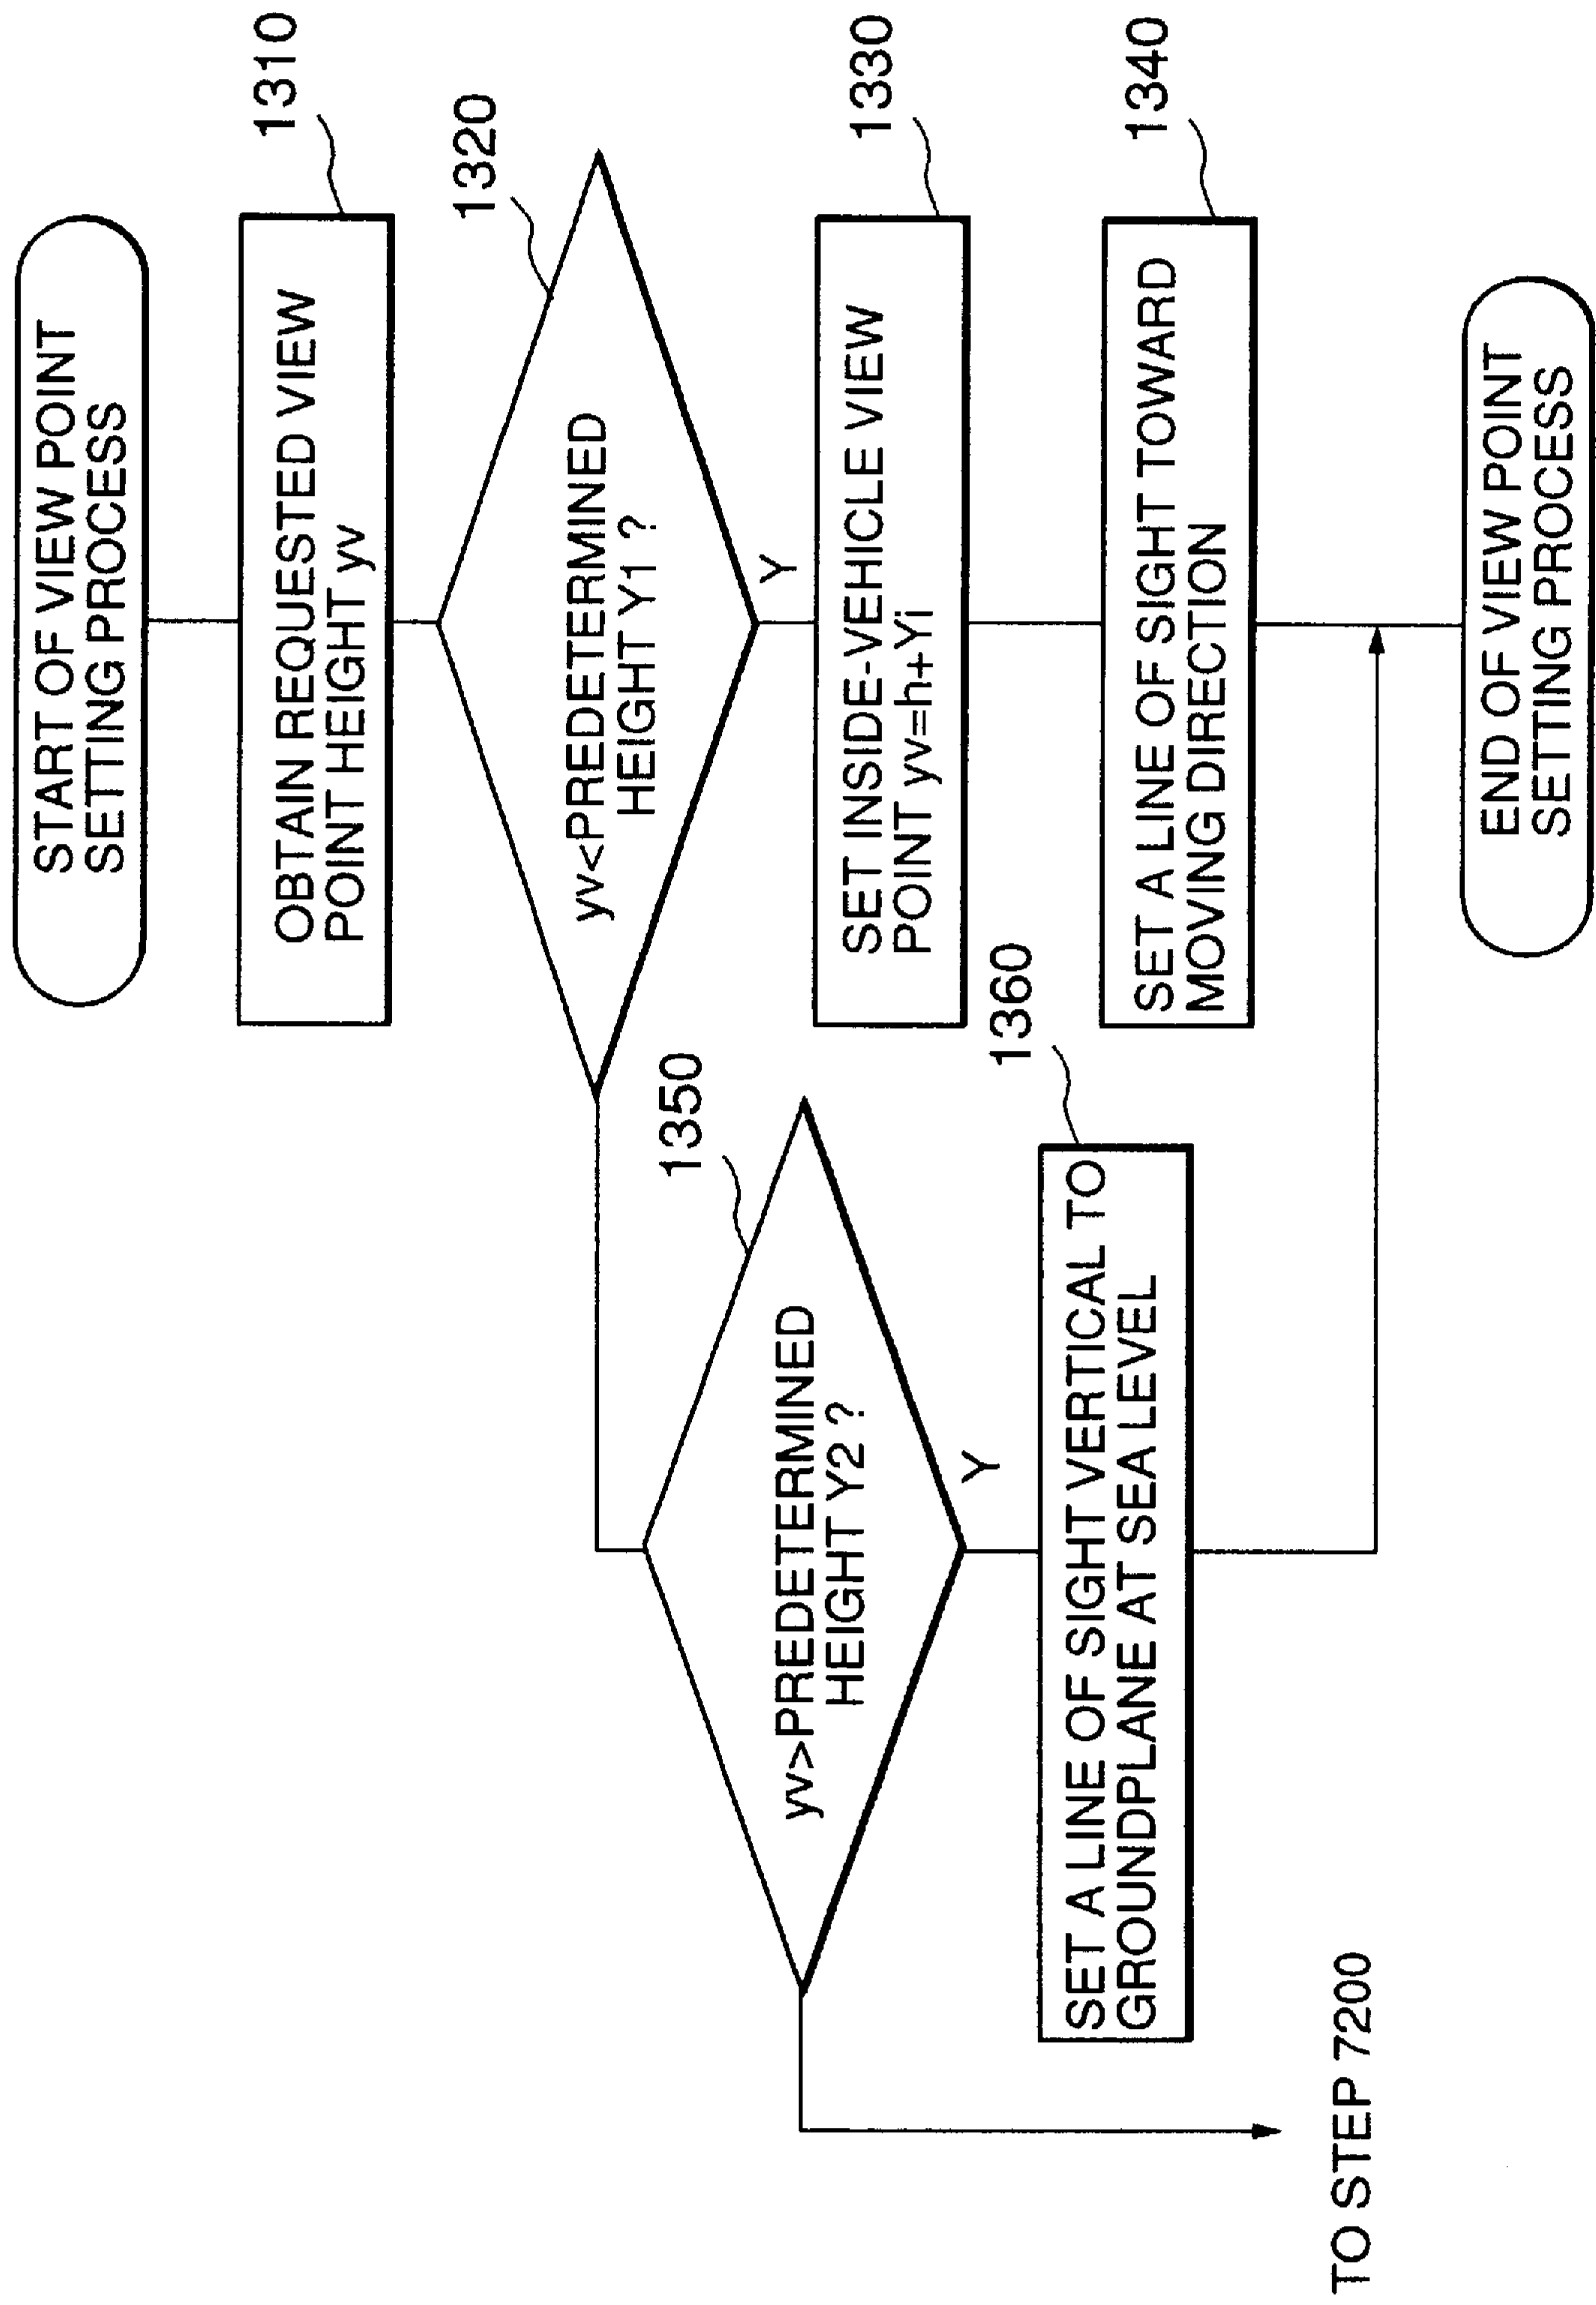 START OF VIEW POINT
SETTING PROCESS
1310
OBTAIN REQUESTED VIEW
POINT HEIGHT yv
1320
yv<PREDETERMINED
HEIGHT Y1 ?
Y
1330
SET INSIDE-VEHICLE VIEW
POINT yv=h+Yi
1340
SET A LINE OF SIGHT TOWARD
MOVING DIRECTION
1350
yv>PREDETERMINED
HEIGHT Y2 ?
Y
1360
SET A LINE OF SIGHT VERTICAL TO
GROUNDPLANE AT SEA LEVEL
TO STEP 7200
END OF VIEW POINT
SETTING PROCESS